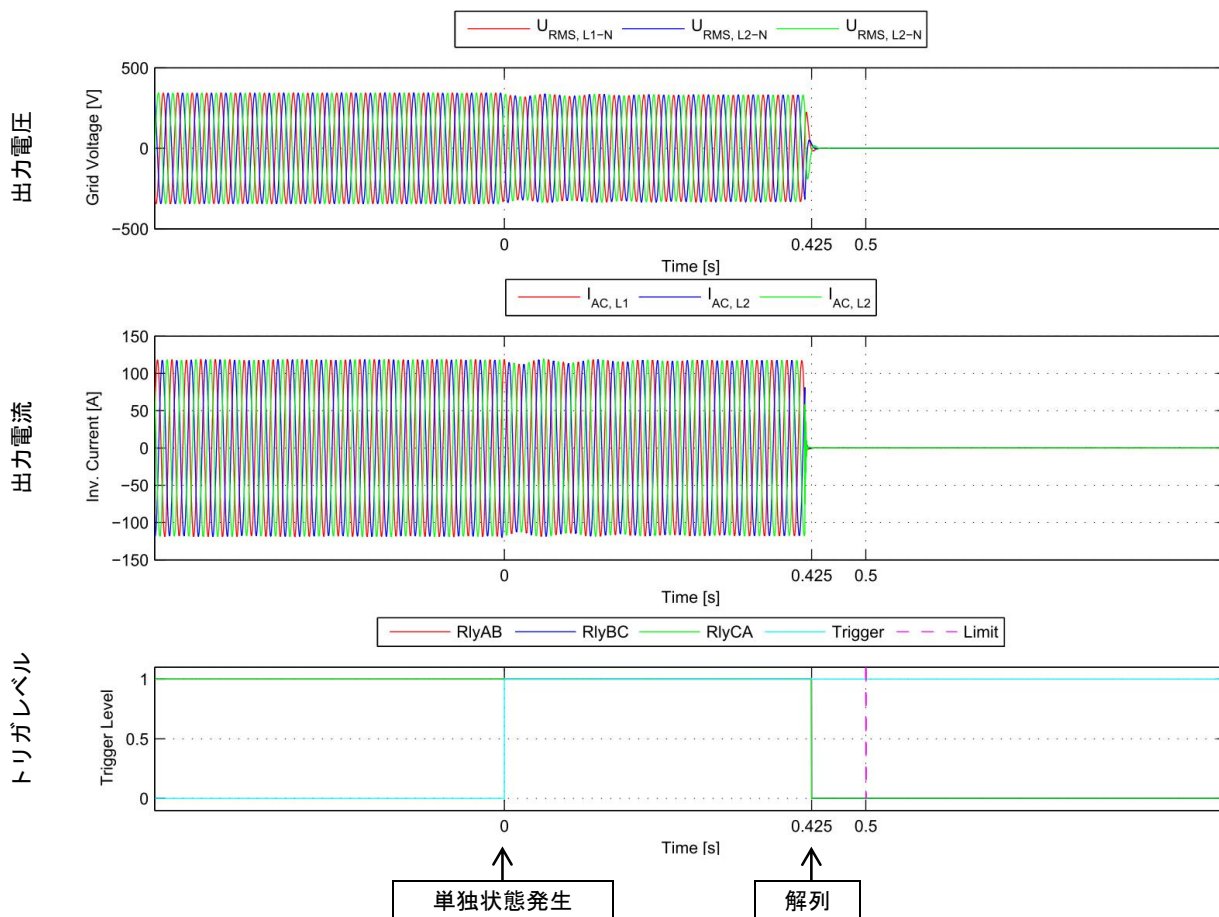 U_RMS, L1−N U_RMS, L2−N U_RMS, L2−N
出力電圧
Grid Voltage [V]
500
0
−500
0 0.425 0.5
Time [s]
I_AC, L1 I_AC, L2 I_AC, L2
出力電流
Inv. Current [A]
150
100
50
0
−50
−100
−150
0 0.425 0.5
Time [s]
RlyAB RlyBC RlyCA Trigger Limit
トリガレベル
Trigger Level
1
0.5
0
0 0.425 0.5
Time [s]
単独状態発生 解列